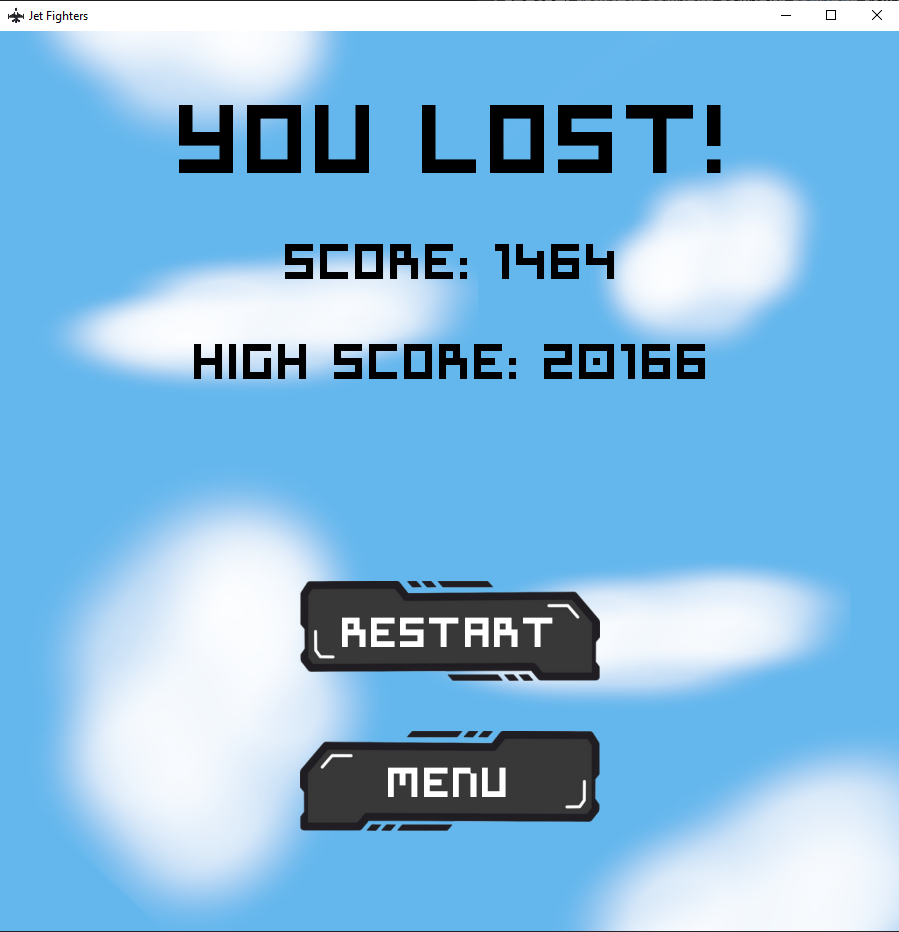 Jet Fighters
YOU LOST!
SCORE: 1464
HIGH SCORE: 20166
RESTART
MENU